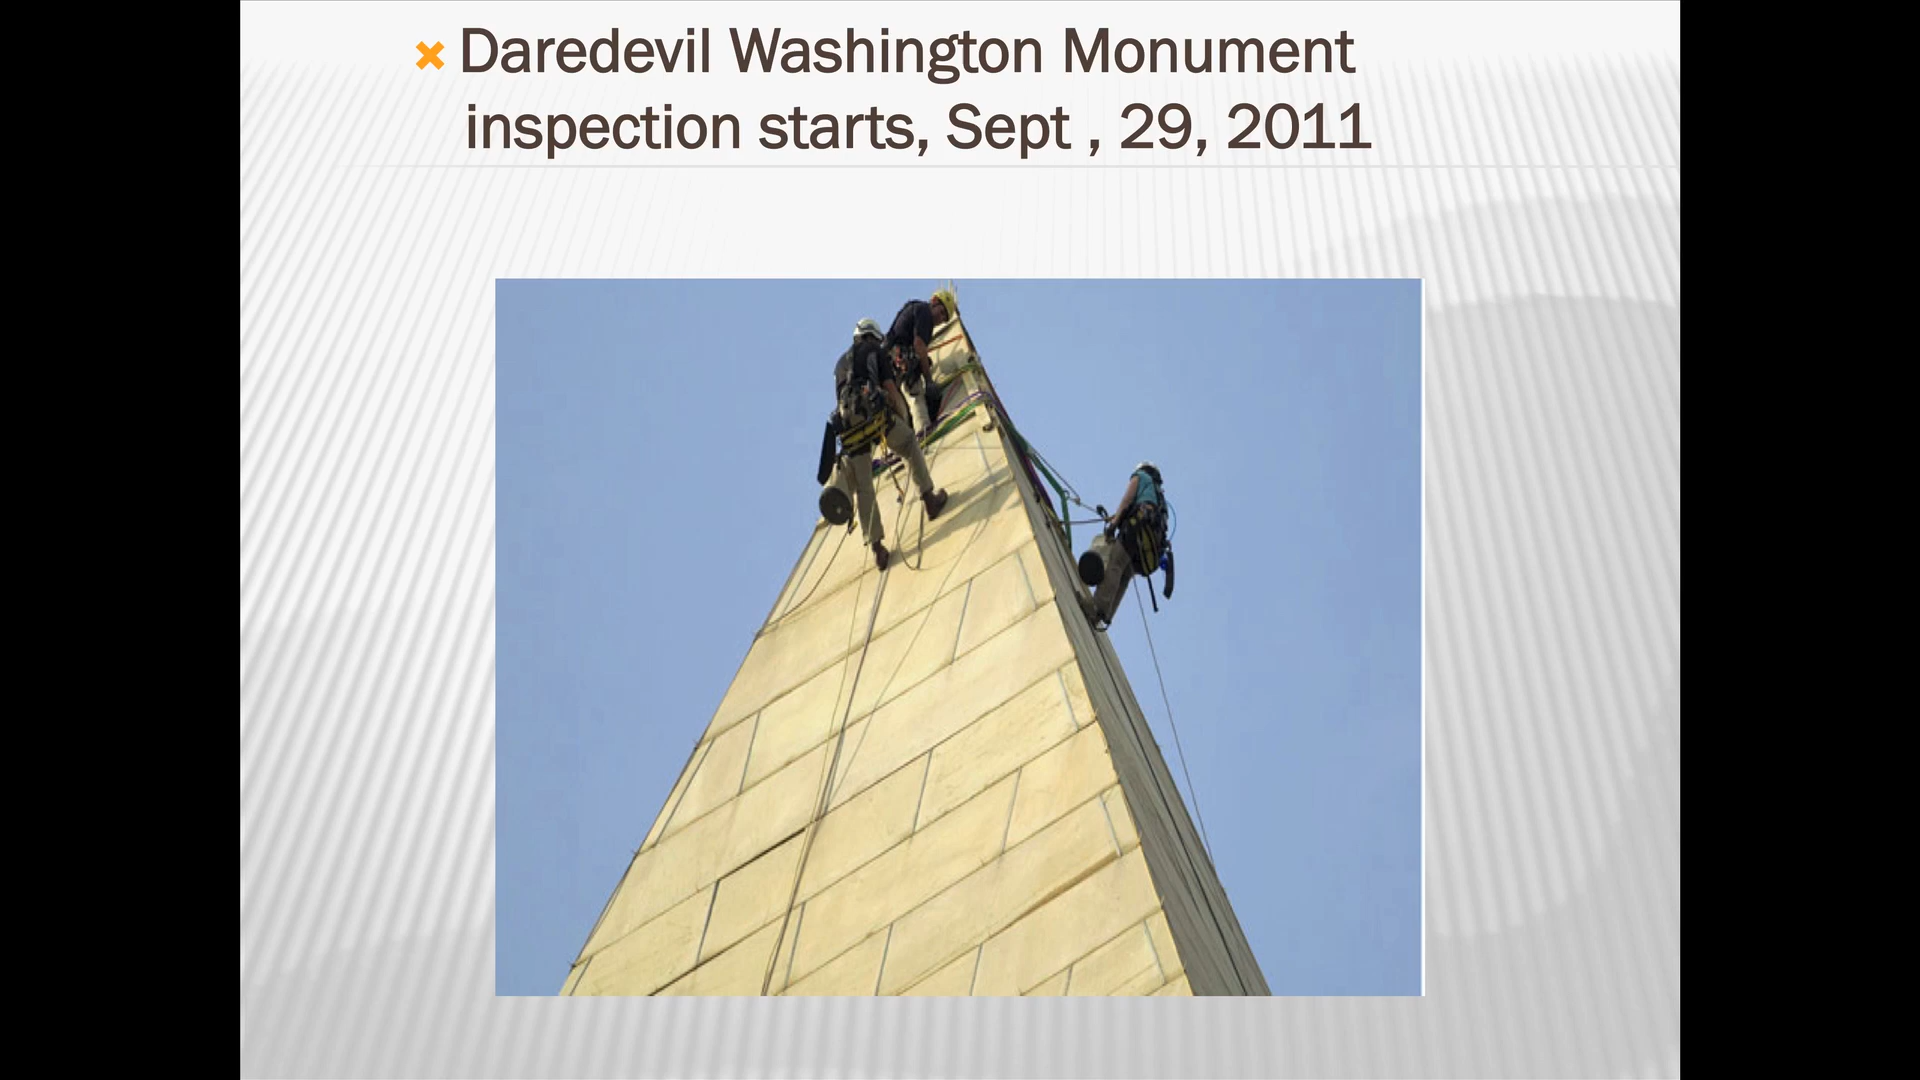 Daredevil Washington Monument
inspection starts, Sept , 29, 2011